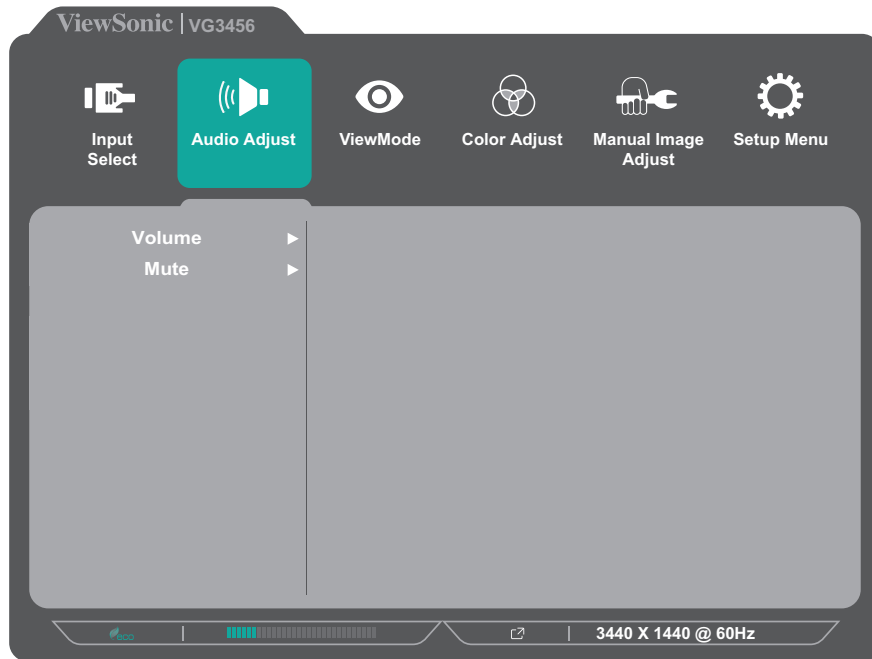 ViewSonic | VG3456
Input Select
Audio Adjust
ViewMode
Color Adjust
Manual Image Adjust
Setup Menu
Volume
Mute
eco
3440 X 1440 @ 60Hz